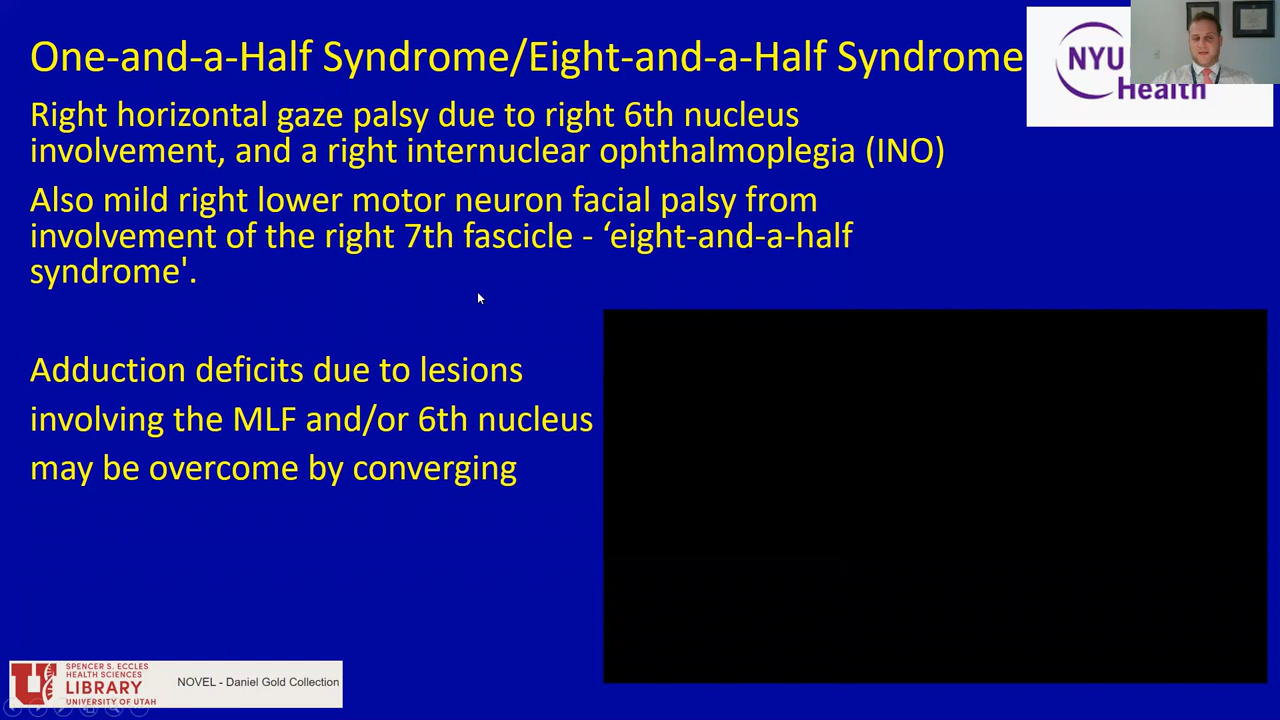 One-and-a-Half Syndrome/Eight-and-a-Half Syndrome
NYU
Health
Right horizontal gaze palsy due to right 6th nucleus
involvement, and a right internuclear ophthalmoplegia (INO)
Also mild right lower motor neuron facial palsy from
involvement of the right 7th fascicle - ‘eight-and-a-half
syndrome'.
Adduction deficits due to lesions
involving the MLF and/or 6th nucleus
may be overcome by converging
U
SPENCER S. ECCLES
HEALTH SCIENCES
LIBRARY
UNIVERSITY OF UTAH
NOVEL - Daniel Gold Collection